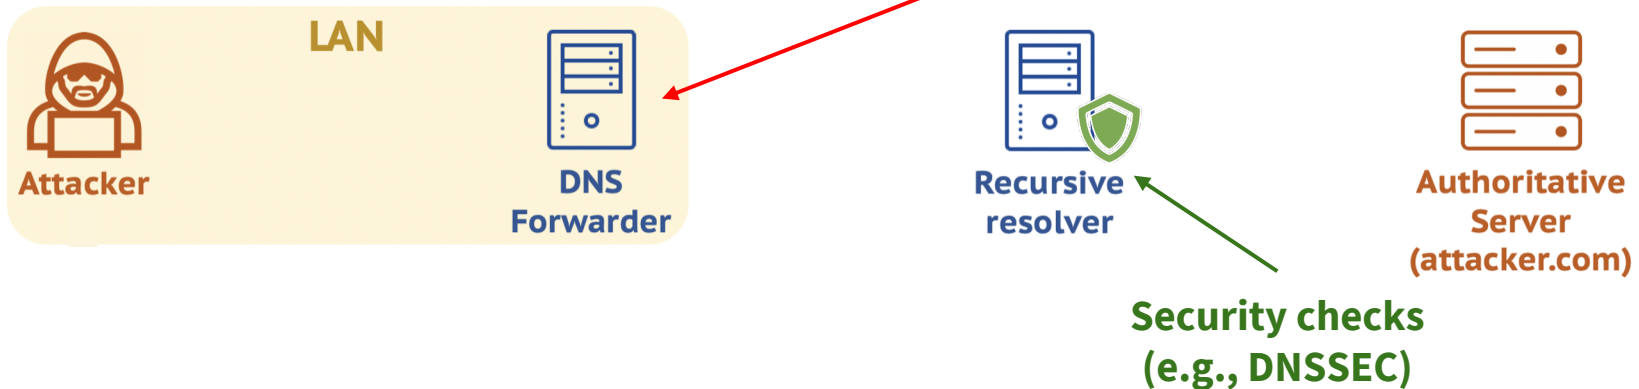 LAN
Attacker
DNS
Forwarder
Recursive
resolver
Authoritative
Server
(attacker.com)
Security checks
(e.g., DNSSEC)